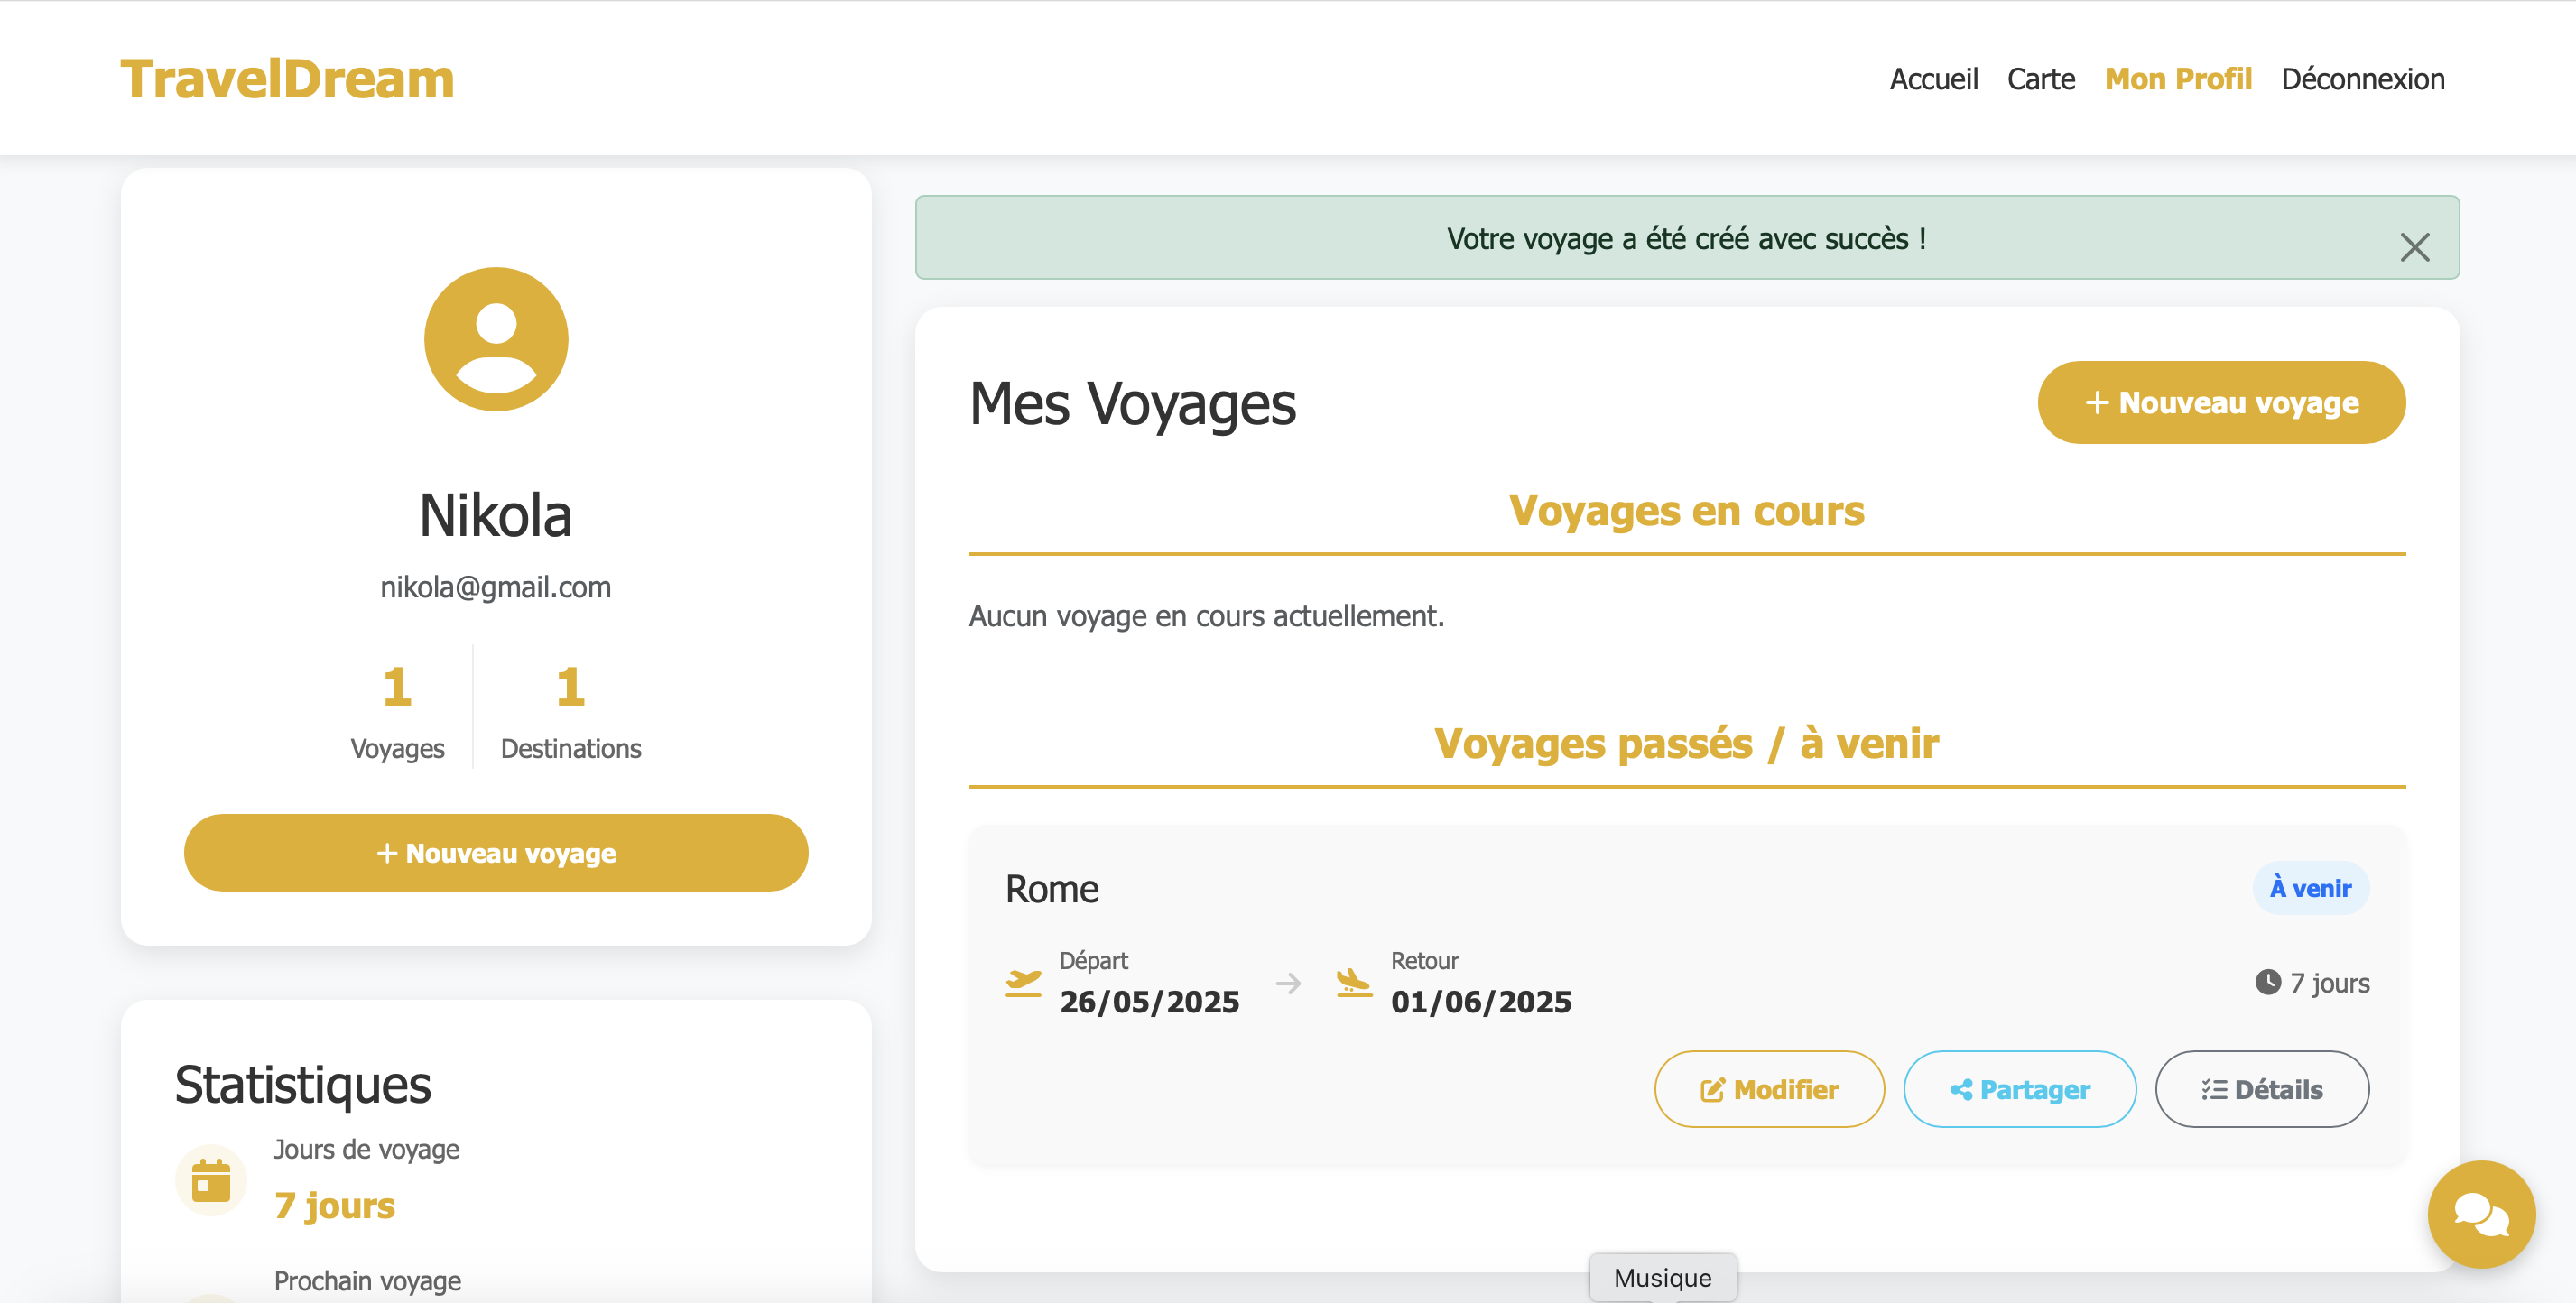 TravelDream
Accueil Carte Mon Profil Déconnexion
Nikola
nikola@gmail.com
1 1
Voyages Destinations
+ Nouveau voyage
Statistiques
Jours de voyage
7 jours
Prochain voyage
Votre voyage a été créé avec succès !
Mes Voyages
+ Nouveau voyage
Voyages en cours
Aucun voyage en cours actuellement.
Voyages passés / à venir
Rome
À venir
Départ
26/05/2025
Retour
01/06/2025
7 jours
Modifier Partager Détails
Musique